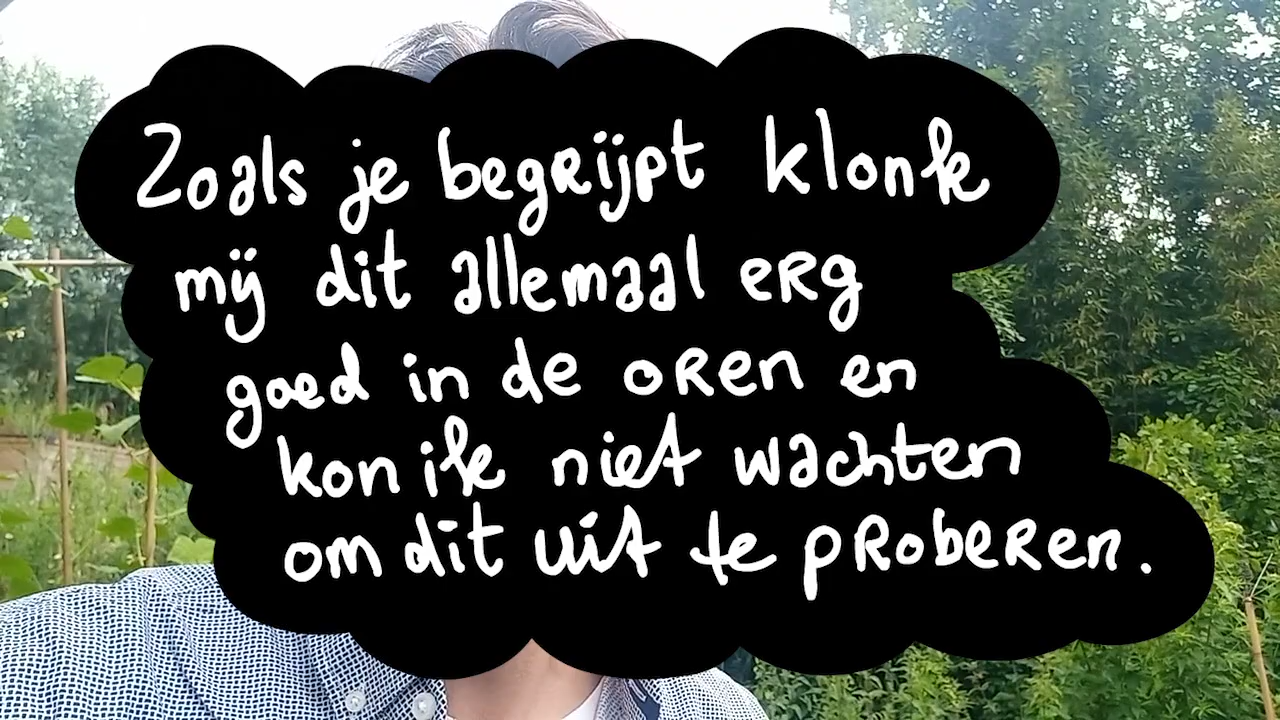 Zoals je begrijpt klonk
mij dit allemaal erg
goed in de oren en
kon ik niet wachten
om dit uit te proberen.